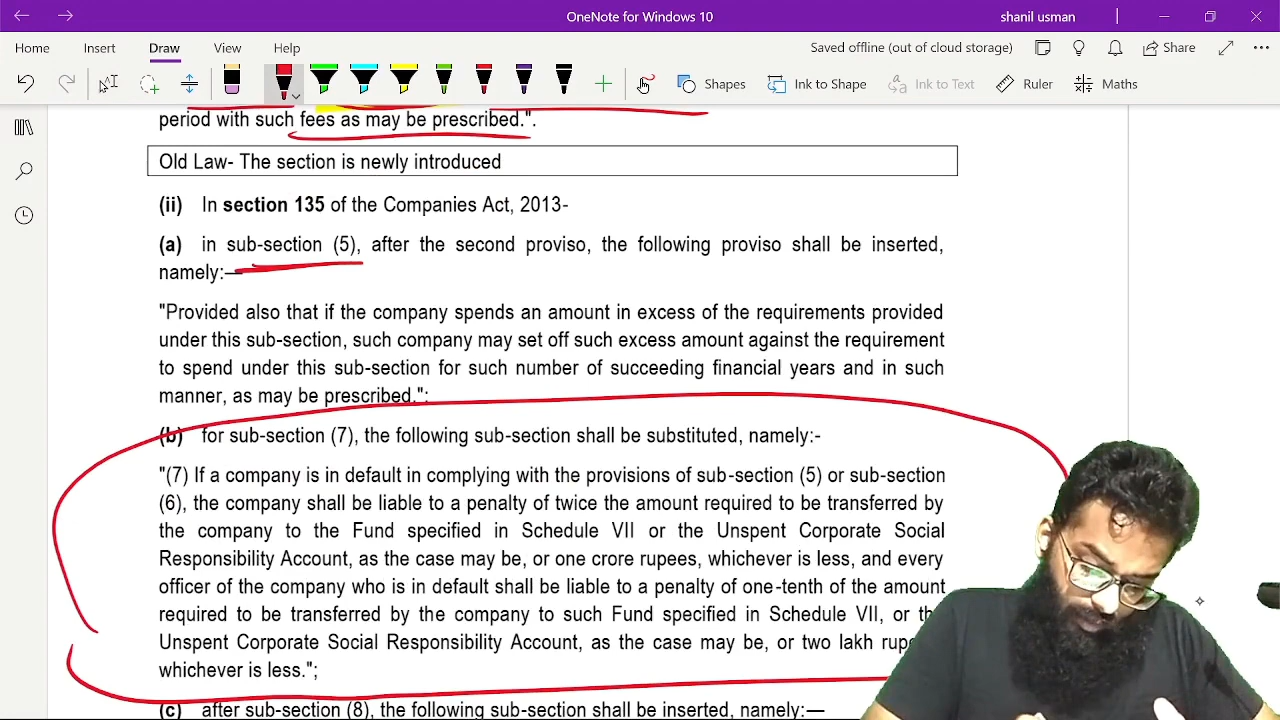 OneNote for Windows 10
shanil usman
Home Insert Draw View Help
Saved offline (out of cloud storage) Share
Shapes Ink to Shape Ink to Text Ruler Maths
period with such fees as may be prescribed.".
Old Law- The section is newly introduced
(ii) In section 135 of the Companies Act, 2013-
(a) in sub-section (5), after the second proviso, the following proviso shall be inserted,
namely:—
"Provided also that if the company spends an amount in excess of the requirements provided
under this sub-section, such company may set off such excess amount against the requirement
to spend under this sub-section for such number of succeeding financial years and in such
manner, as may be prescribed.";
(b) for sub-section (7), the following sub-section shall be substituted, namely:-
"(7) If a company is in default in complying with the provisions of sub-section (5) or sub-section
(6), the company shall be liable to a penalty of twice the amount required to be transferred by
the company to the Fund specified in Schedule VII or the Unspent Corporate Social
Responsibility Account, as the case may be, or one crore rupees, whichever is less, and every
officer of the company who is in default shall be liable to a penalty of one-tenth of the amount
required to be transferred by the company to such Fund specified in Schedule VII, or
Unspent Corporate Social Responsibility Account, as the case may be, or two lakh
whichever is less.";
(c) after sub-section (8), the following sub-section shall be inserted, namely:—